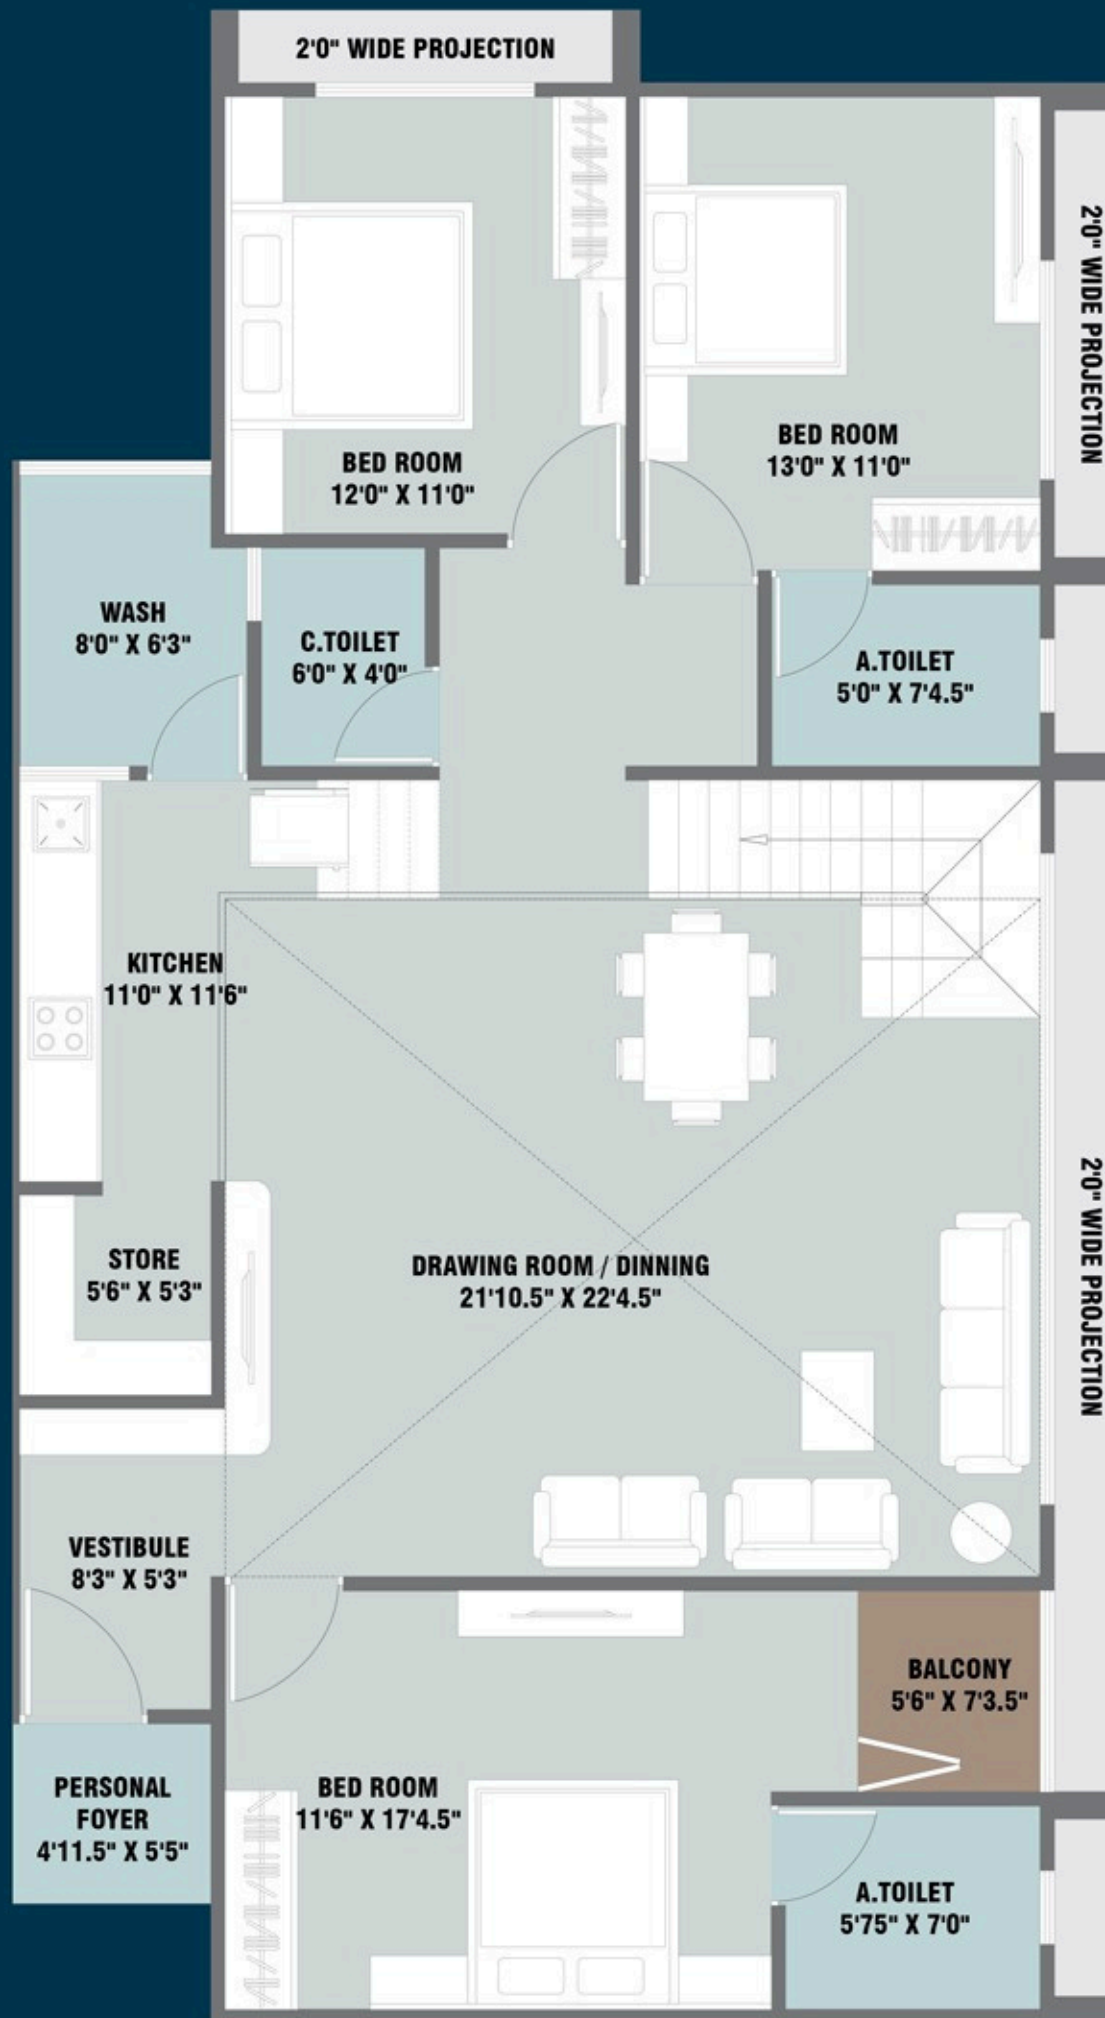 2'0" WIDE PROJECTION
2'0" WIDE PROJECTION
BED ROOM
12'0" X 11'0"
BED ROOM
13'0" X 11'0"
WASH
8'0" X 6'3"
C.TOILET
6'0" X 4'0"
A.TOILET
5'0" X 7'4.5"
KITCHEN
11'0" X 11'6"
STORE
5'6" X 5'3"
DRAWING ROOM / DINNING
21'10.5" X 22'4.5"
2'0" WIDE PROJECTION
VESTIBULE
8'3" X 5'3"
BALCONY
5'6" X 7'3.5"
PERSONAL
FOYER
4'11.5" X 5'5"
BED ROOM
11'6" X 17'4.5"
A.TOILET
5'75" X 7'0"